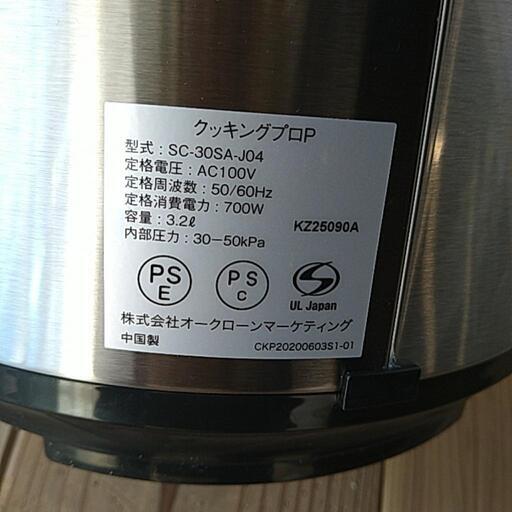 クッキングプロP
型式：SC-30SA-J04
定格電圧：AC100V
定格周波数：50/60Hz
定格消費電力：700W
容量：3.2ℓ
KZ25090A
内部圧力：30－50kPa
PS
E
PS
C
S
UL Japan
株式会社オークローンマーケティング
中国製
CKP20200603S1-01